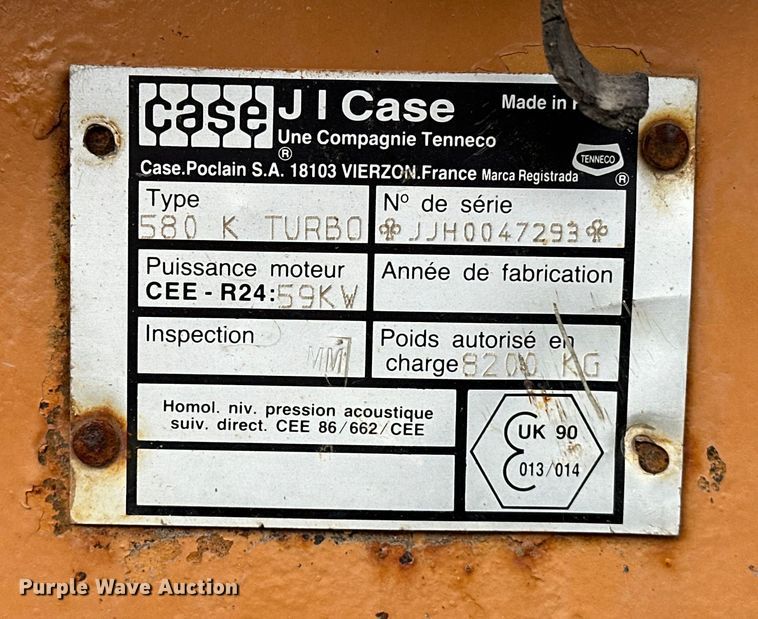 case J I Case Made in
Une Compagnie Tenneco
®
Case.Poclain S.A. 18103 VIERZON.France Marca Registrada TENNECO ®
Type
580 K TURBO
N° de série
JJH0047293
Puissance moteur
CEE - R24: 59KW
Année de fabrication
Inspection
MM
Poids autorisé en
charge 8200 KG
Homol. niv. pression acoustique
suiv. direct. CEE 86/662/CEE
UK 90
013/014
Purple Wave Auction